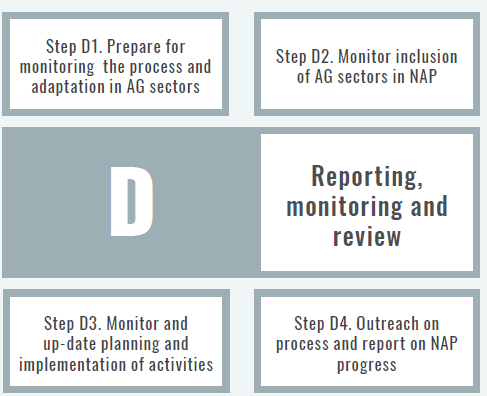 Step D1. Prepare for
monitoring the process and
adaptation in AG sectors
Step D2. Monitor inclusion
of AG sectors in NAP
D
Reporting,
monitoring and
review
Step D3. Monitor and
up-date planning and
implementation of activities
Step D4. Outreach on
process and report on NAP
progress